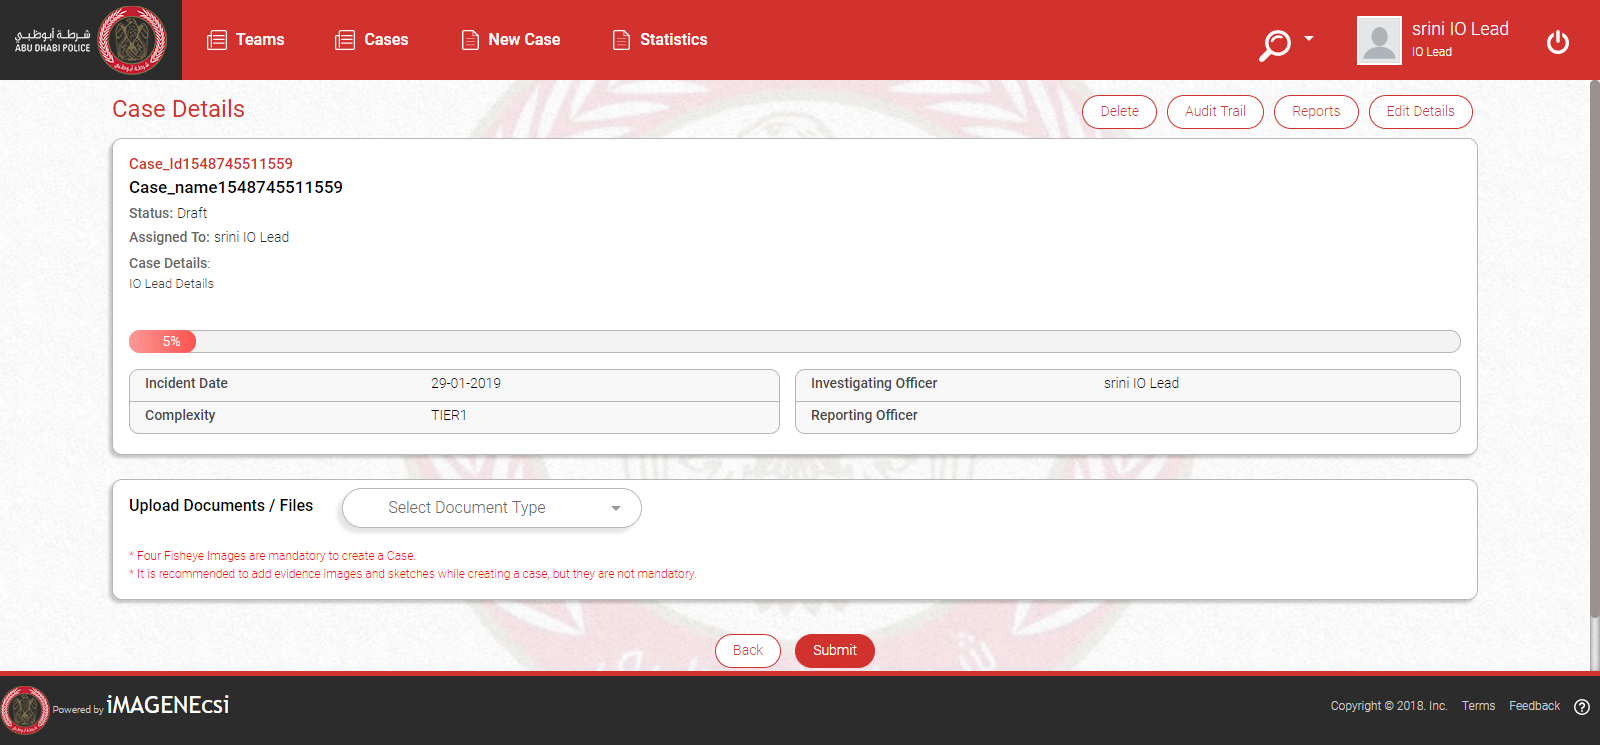 شرطة أبوظبي
ABU DHABI POLICE
Teams
Cases
New Case
Statistics
srini IO Lead
IO Lead
Case Details
Delete
Audit Trail
Reports
Edit Details
Case_Id1548745511559
Case_name1548745511559
Status: Draft
Assigned To: srini IO Lead
Case Details:
IO Lead Details
5%
Incident Date 29-01-2019
Complexity TIER1
Investigating Officer srini IO Lead
Reporting Officer
Upload Documents / Files
Select Document Type
* Four Fisheye Images are mandatory to create a Case.
* It is recommended to add evidence images and sketches while creating a case, but they are not mandatory.
Back
Submit
Powered by iMAGENEcsi
Copyright © 2018. Inc.
Terms
Feedback